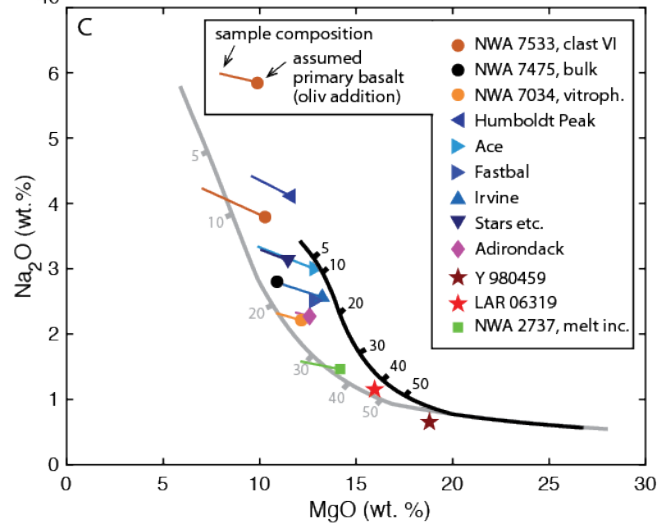 C
sample composition
assumed
primary basalt
(oliv addition)
NWA 7533, clast VI
NWA 7475, bulk
NWA 7034, vitroph.
Humboldt Peak
Ace
Fastbal
Irvine
Stars etc.
Adirondack
Y 980459
LAR 06319
NWA 2737, melt inc.
6
5
4
3
2
1
0
Na2O (wt. %)
5
10
20
30
40
50
5
10
20
30
40
50
0
5
10
15
20
25
30
MgO (wt. %)